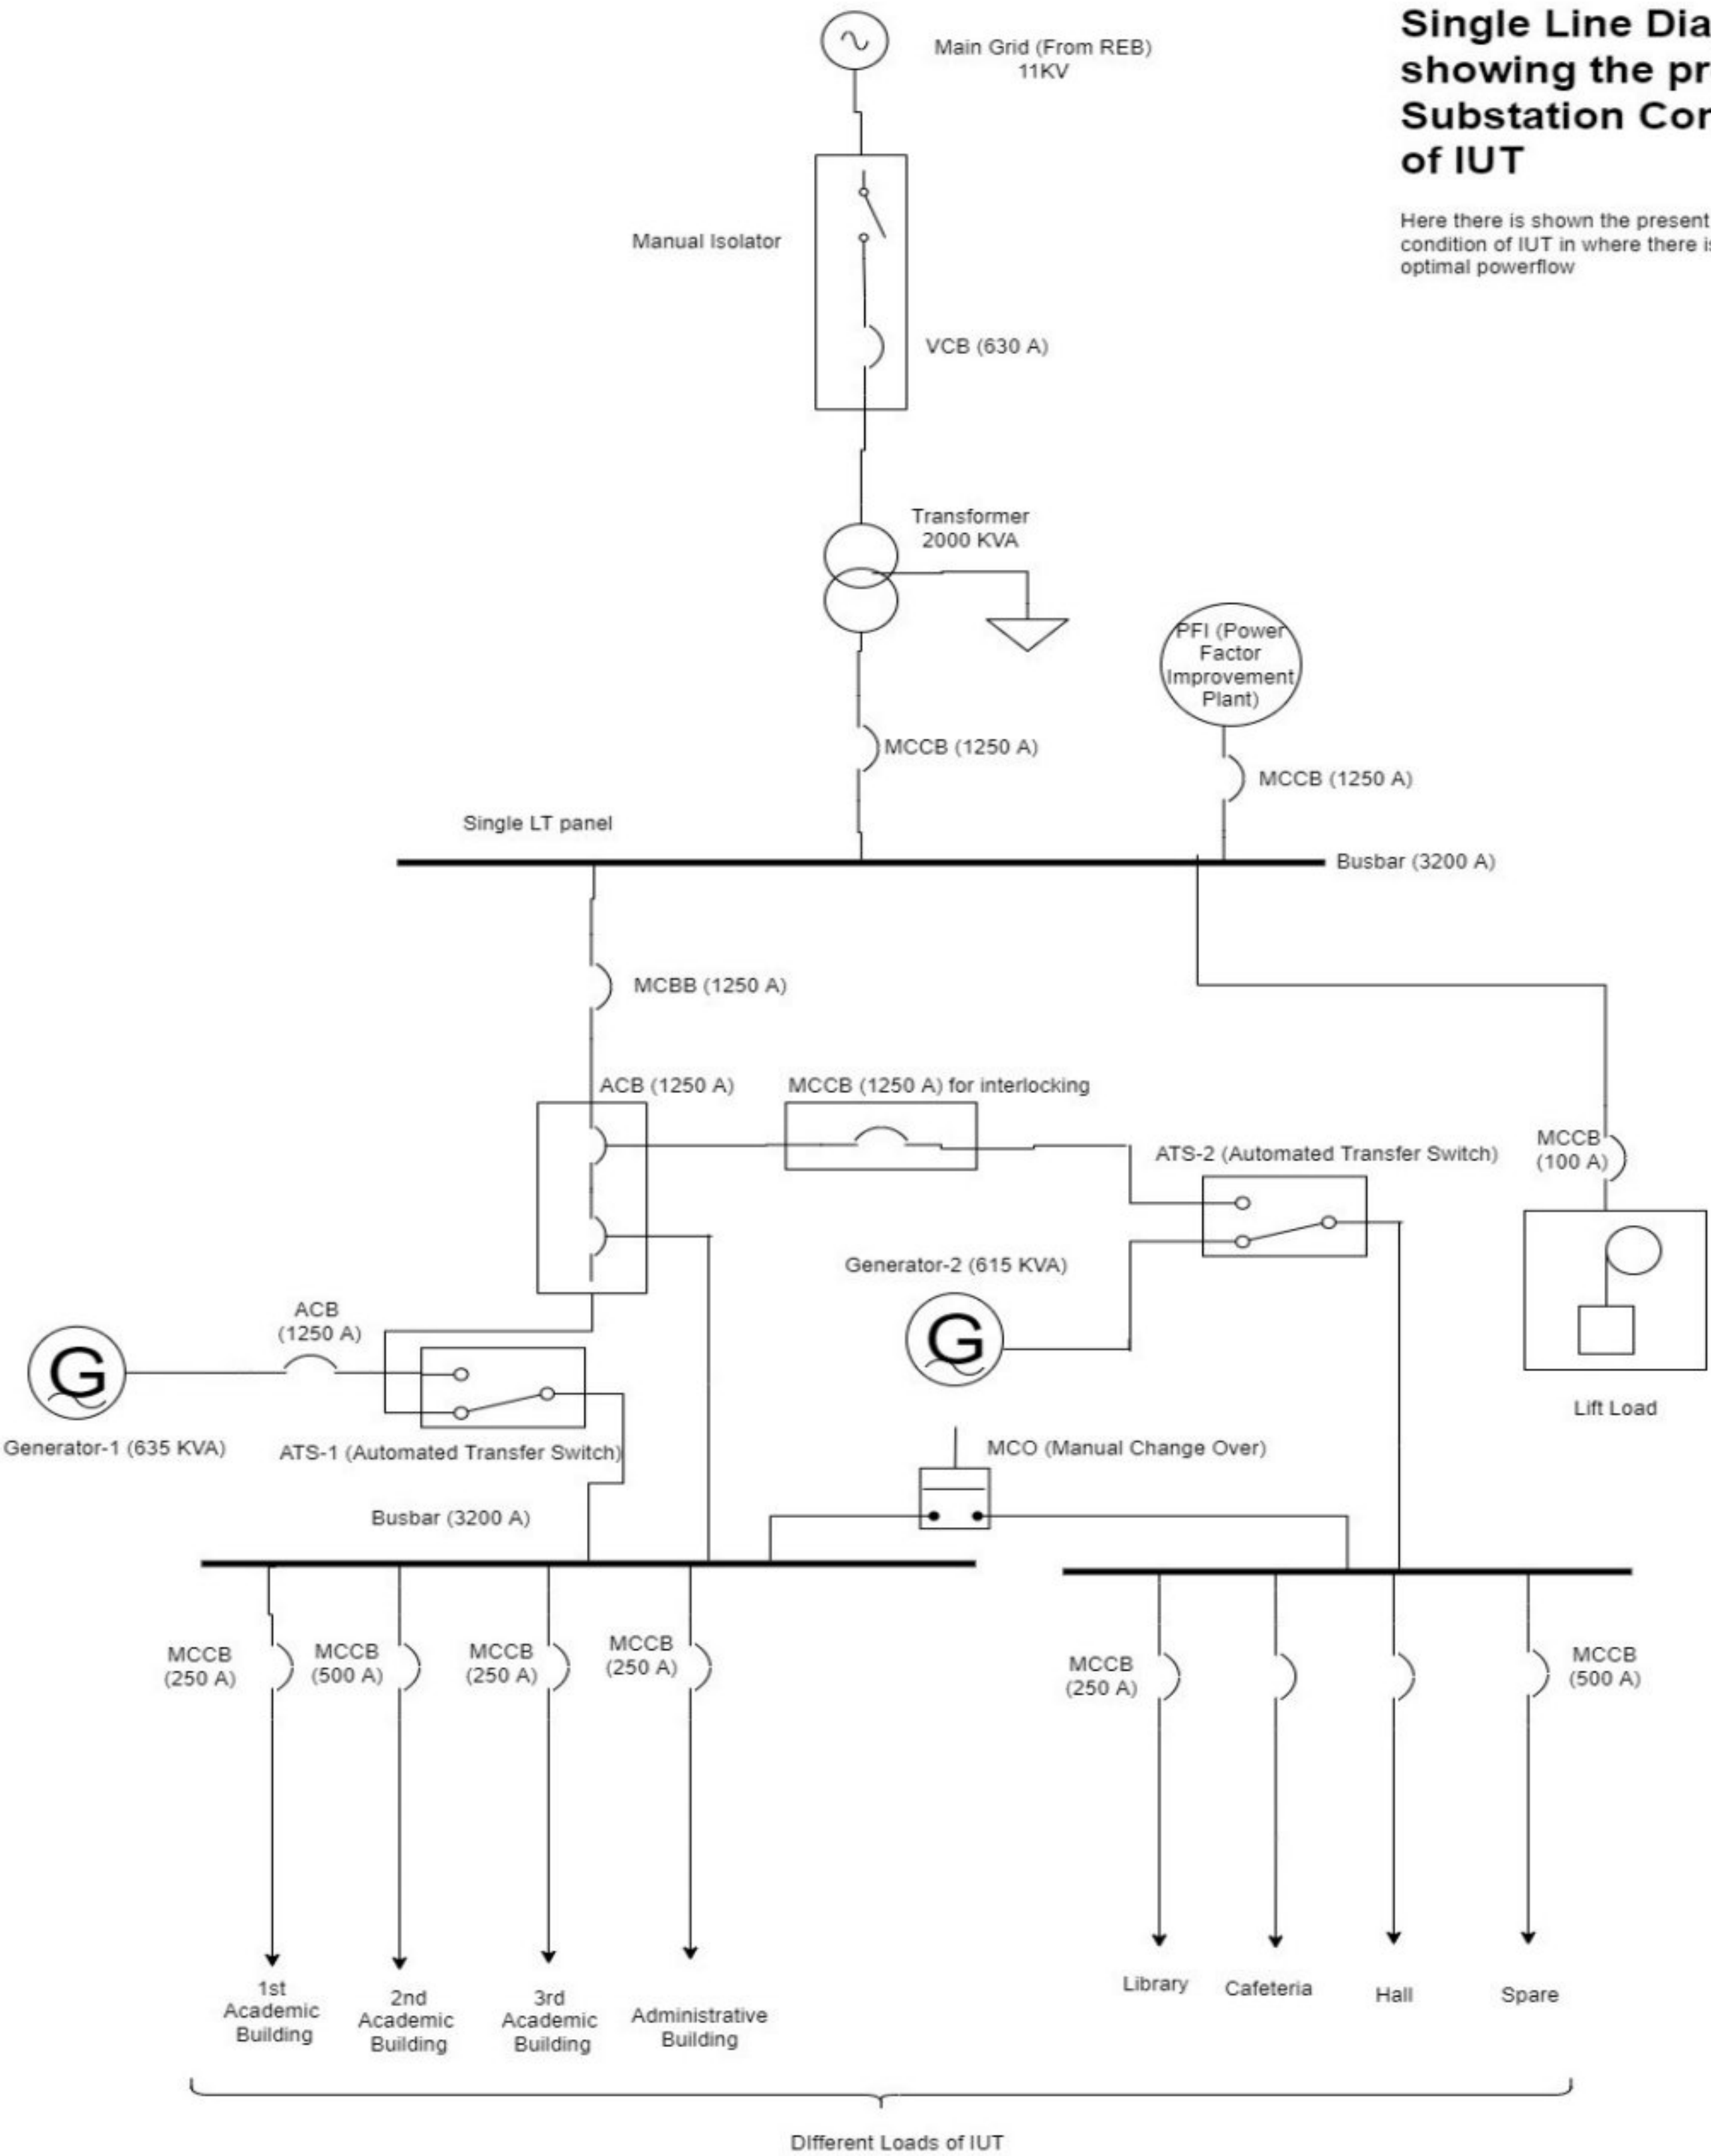 Single Line Dia
showing the pr
Substation Con
of IUT
Here there is shown the present
condition of IUT in where there is
optimal powerflow
Main Grid (From REB)
11KV
Manual Isolator
VCB (630 A)
Transformer
2000 KVA
PFI (Power
Factor
Improvement
Plant)
MCCB (1250 A)
MCCB (1250 A)
Single LT panel
Busbar (3200 A)
MCBB (1250 A)
ACB (1250 A)
MCCB (1250 A) for interlocking
ATS-2 (Automated Transfer Switch)
MCCB
(100 A)
Generator-2 (615 KVA)
G
ACB
(1250 A)
G
Lift Load
Generator-1 (635 KVA)
ATS-1 (Automated Transfer Switch)
MCO (Manual Change Over)
Busbar (3200 A)
MCCB
(250 A)
MCCB
(500 A)
MCCB
(250 A)
MCCB
(250 A)
MCCB
(250 A)
MCCB
(500 A)
1st
Academic
Building
2nd
Academic
Building
3rd
Academic
Building
Administrative
Building
Library
Cafeteria
Hall
Spare
DIfferent Loads of IUT